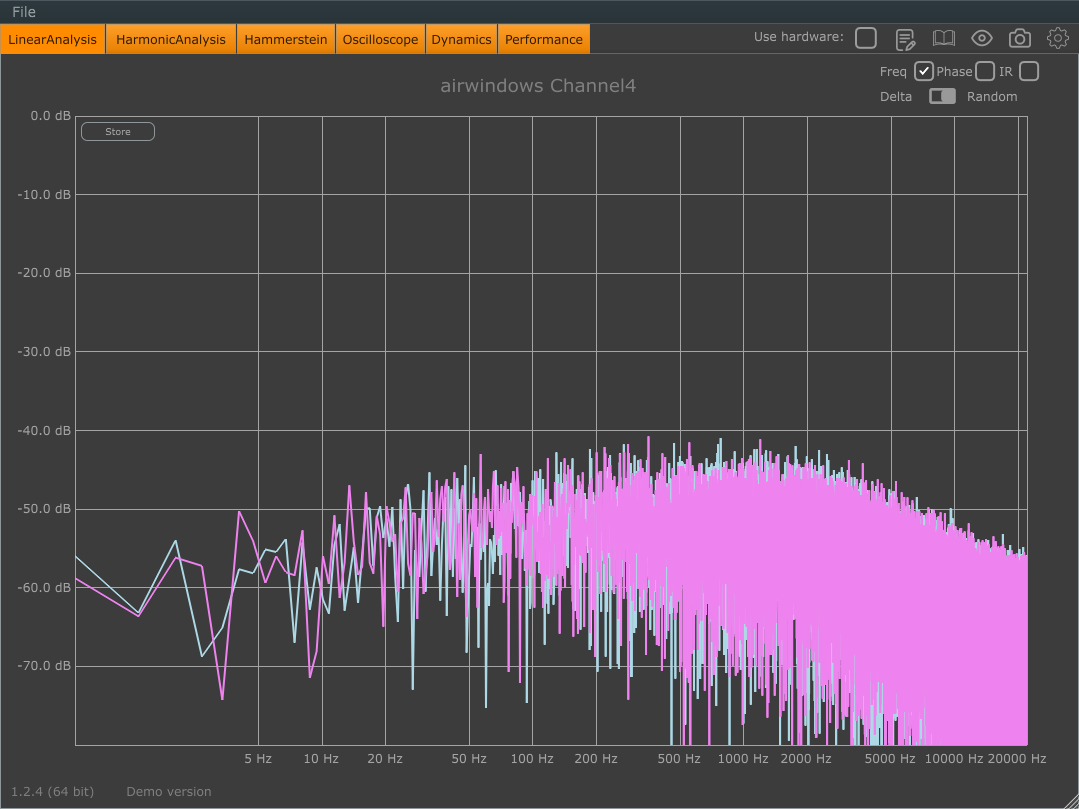 File
LinearAnalysis HarmonicAnalysis Hammerstein Oscilloscope Dynamics Performance Use hardware:
Freq Phase IR
airwindows Channel4
Delta Random
0.0 dB
Store
-10.0 dB
-20.0 dB
-30.0 dB
-40.0 dB
-50.0 dB
-60.0 dB
-70.0 dB
5 Hz 10 Hz 20 Hz 50 Hz 100 Hz 200 Hz 500 Hz 1000 Hz 2000 Hz 5000 Hz 10000 Hz 20000 Hz
1.2.4 (64 bit) Demo version